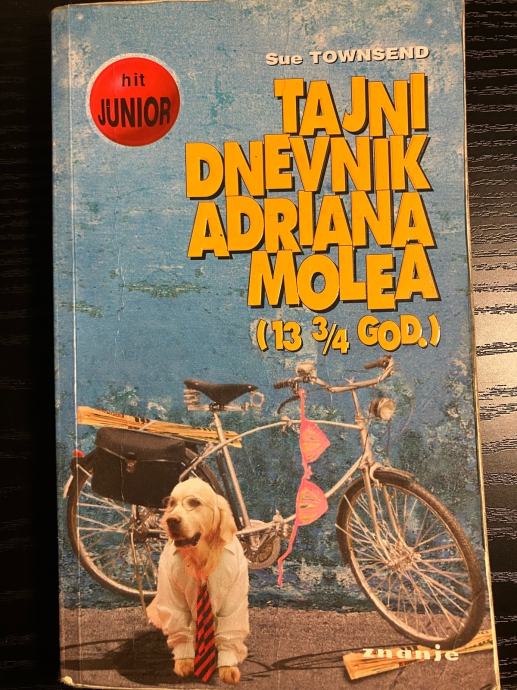 Sue TOWNSEND
hit
JUNIOR
TAJNI
DNEVNIK
ADRIANA
MOLEA
(13 3/4 GOD.)
znanje